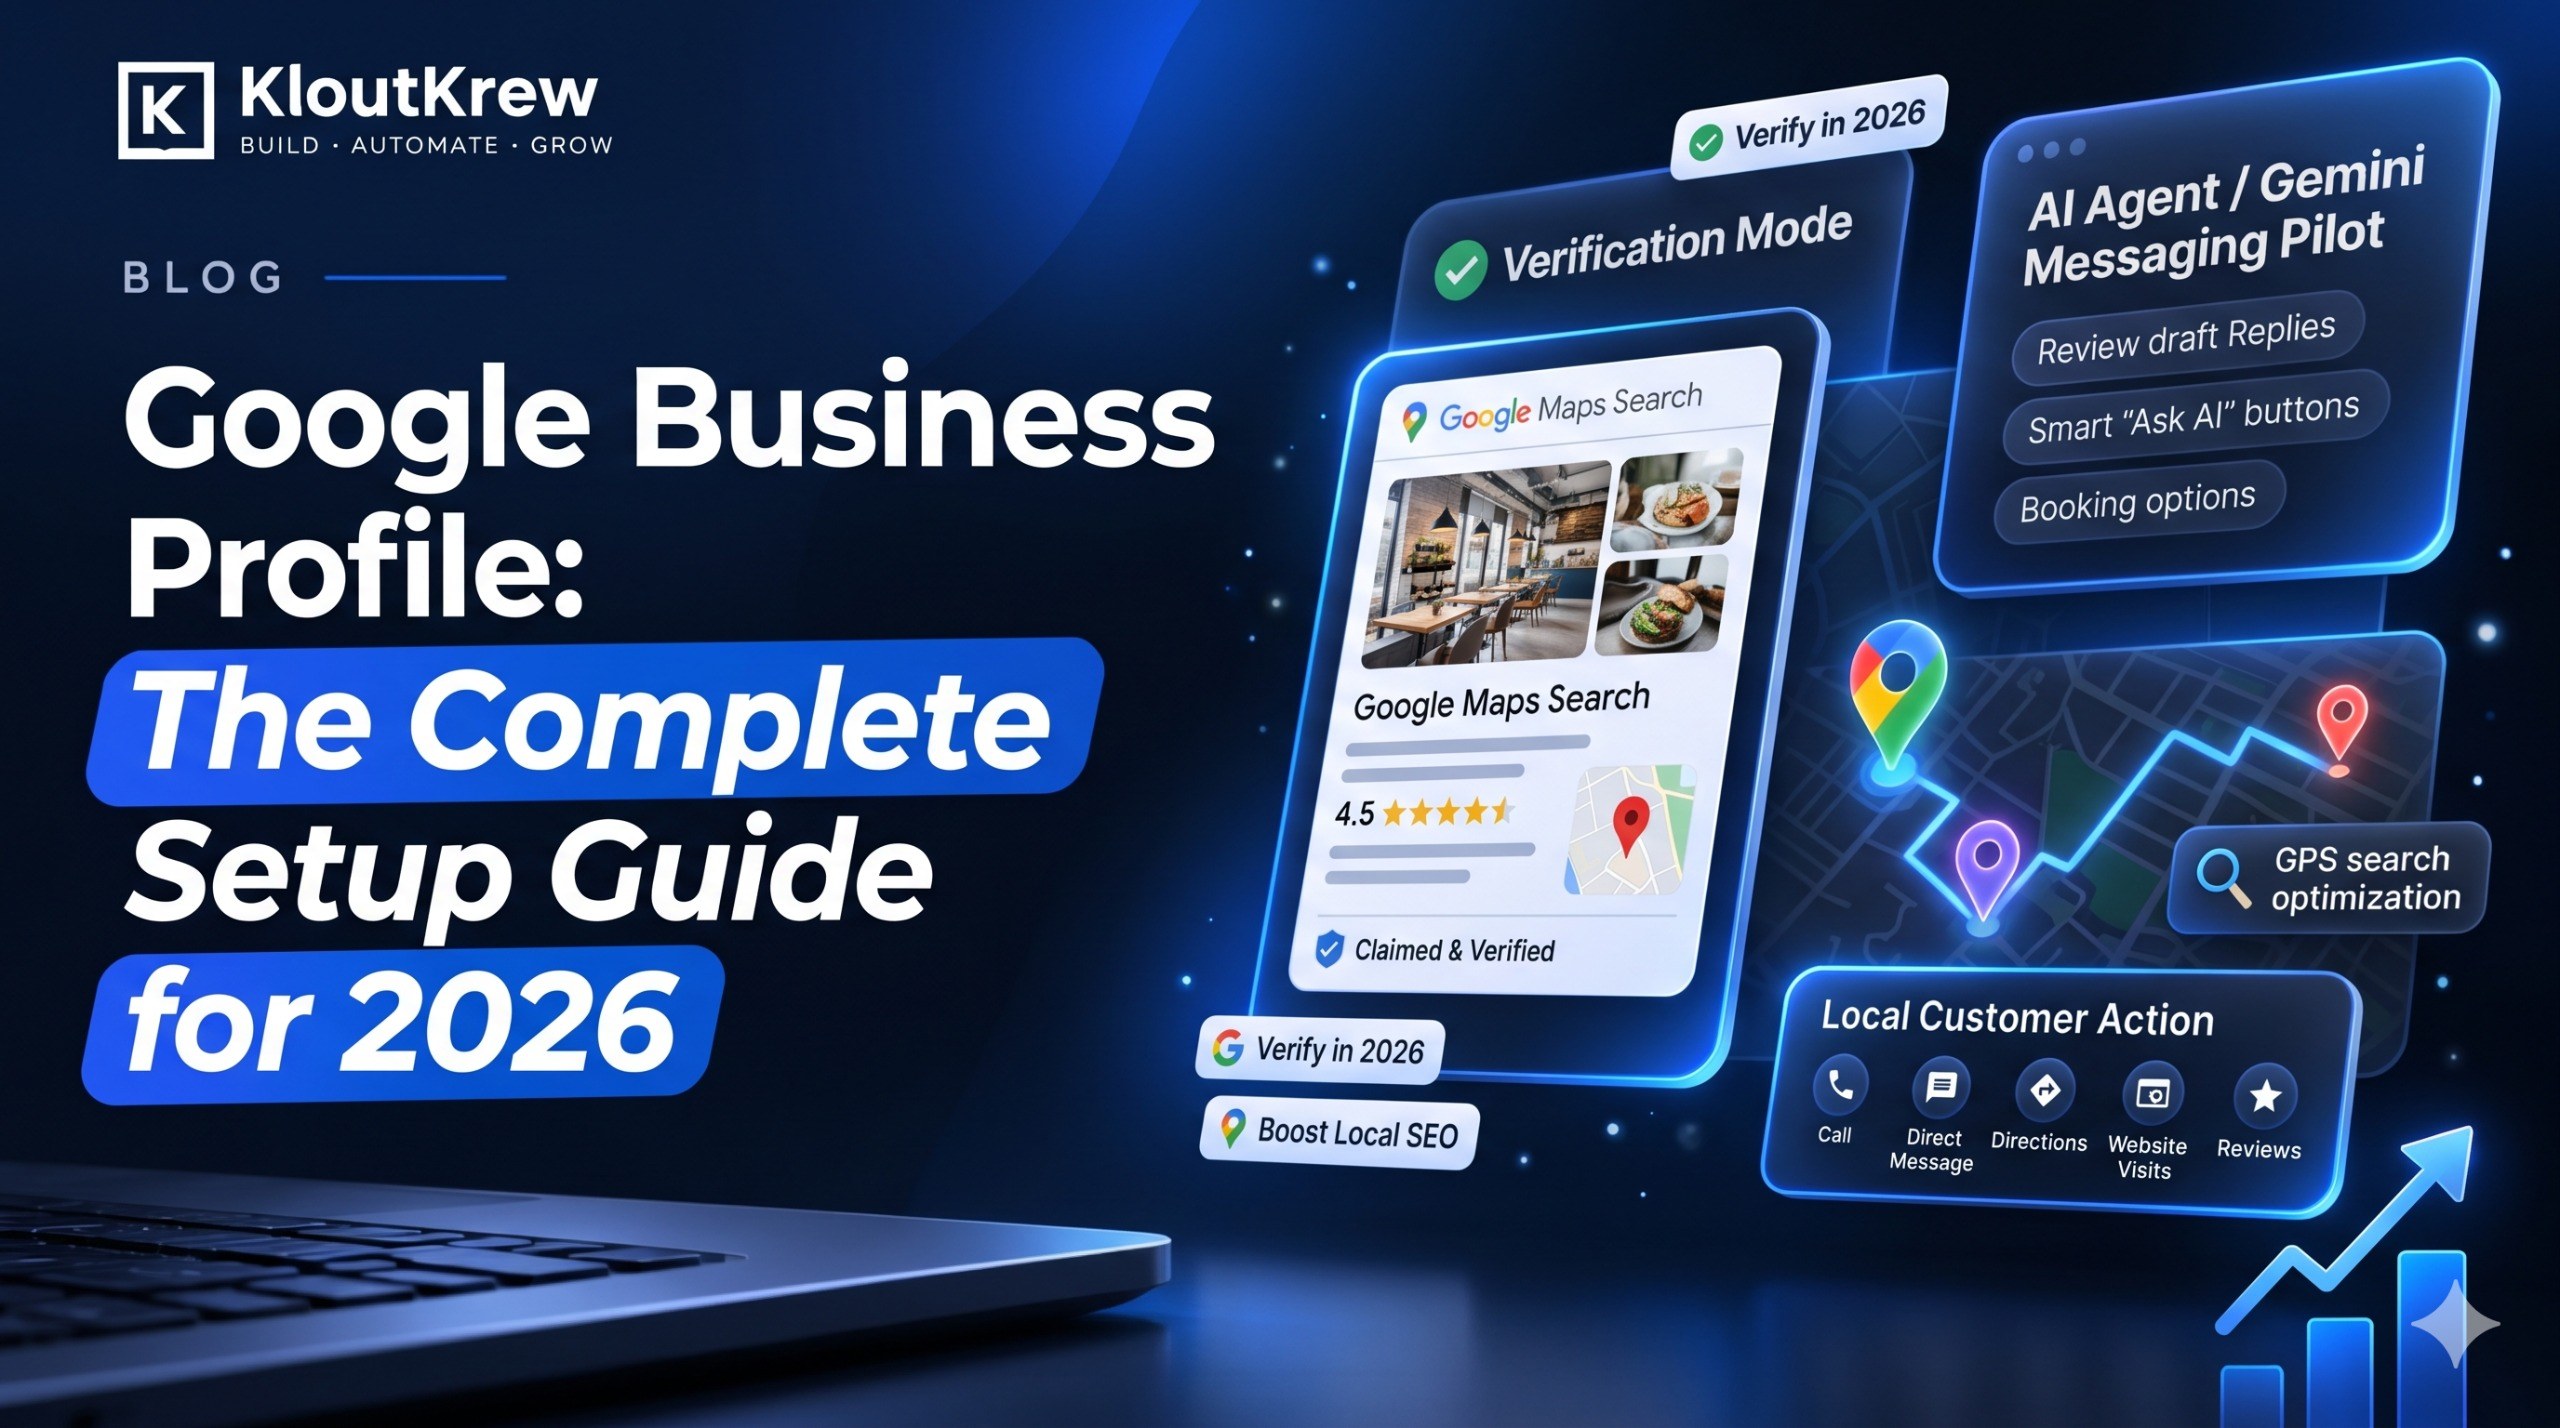 K
KloutKrew
BUILD · AUTOMATE · GROW
BLOG
Google Business
Profile:
The Complete
Setup Guide
for 2026
Verify in 2026
Verification Mode
Google Maps Search
Google Maps Search
4.5
Claimed & Verified
Verify in 2026
Boost Local SEO
AI Agent / Gemini
Messaging Pilot
Review draft Replies
Smart “Ask AI” buttons
Booking options
GPS search
optimization
Local Customer Action
Call
Direct
Message
Directions
Website
Visits
Reviews